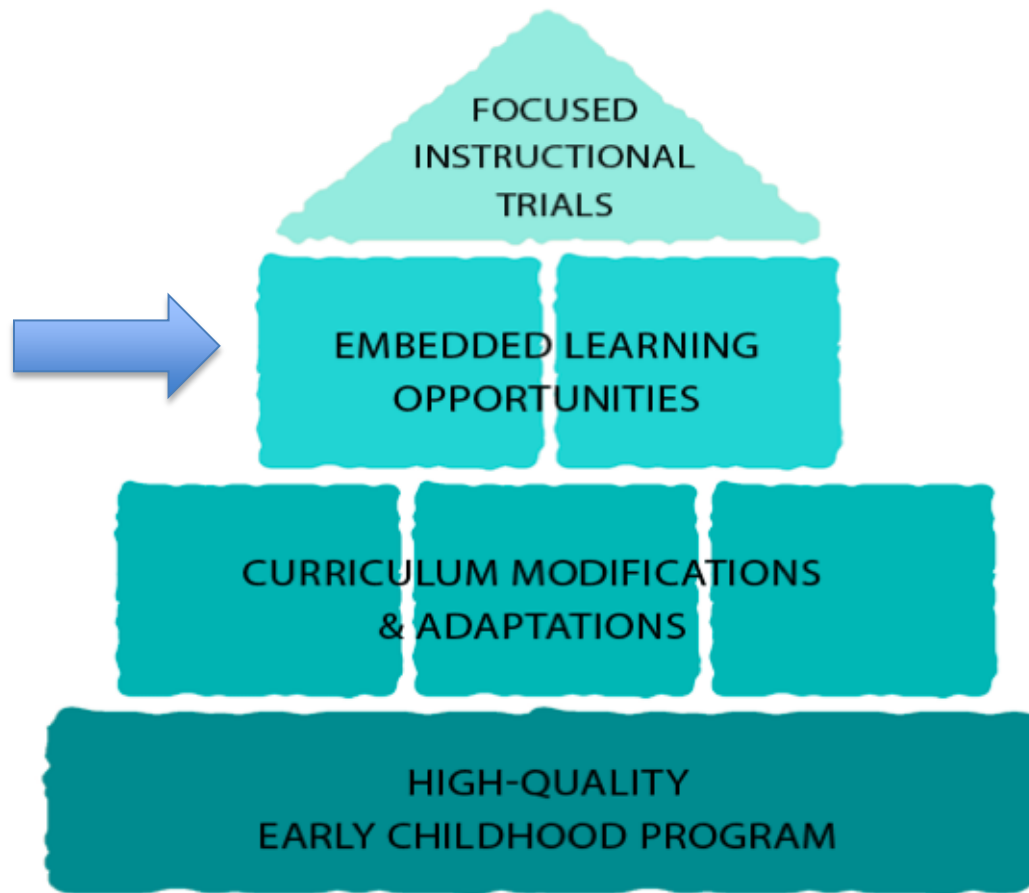 FOCUSED
INSTRUCTIONAL
TRIALS
EMBEDDED LEARNING
OPPORTUNITIES
CURRICULUM MODIFICATIONS
& ADAPTATIONS
HIGH-QUALITY
EARLY CHILDHOOD PROGRAM